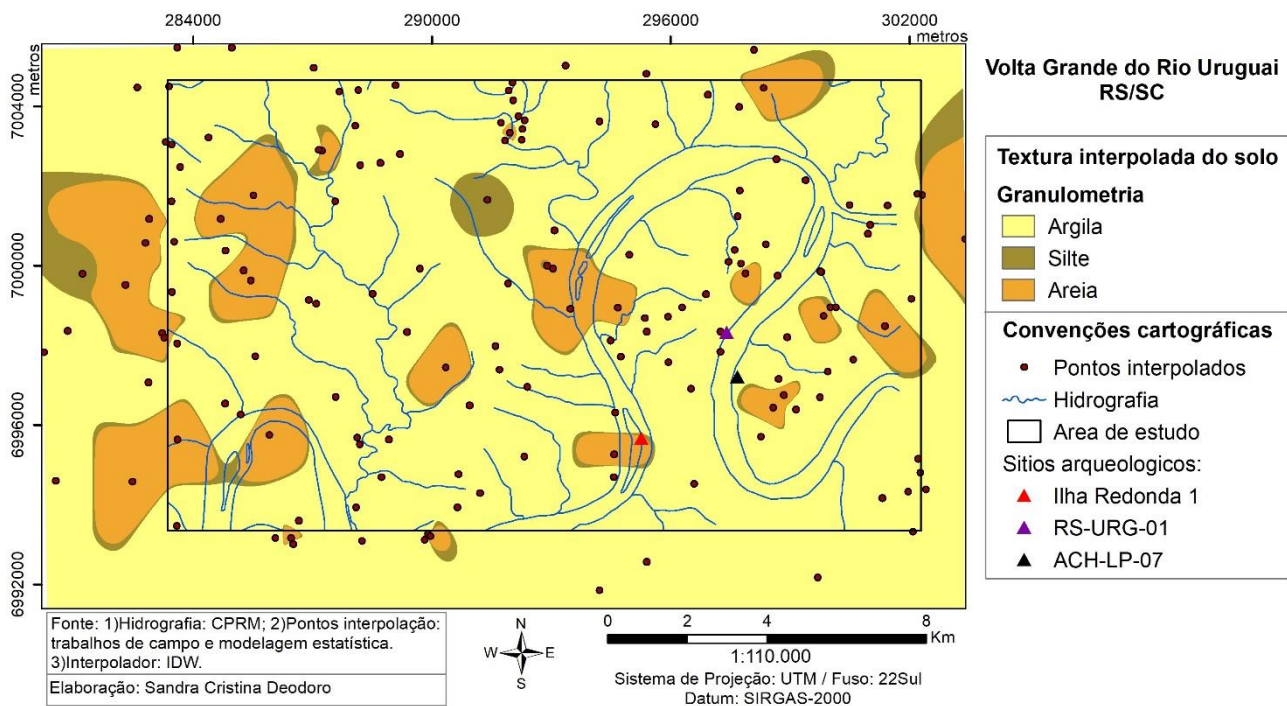 284000 290000 296000 302000
metros metros
7004000
7000000
6996000
6992000
Volta Grande do Rio Uruguai
RS/SC
Textura interpolada do solo
Granulometria
Argila
Silte
Areia
Convenções cartográficas
Pontos interpolados
Hidrografia
Area de estudo
Sitios arqueologicos:
Ilha Redonda 1
RS-URG-01
ACH-LP-07
Fonte: 1)Hidrografia: CPRM; 2)Pontos interpolação:
trabalhos de campo e modelagem estatística.
3)Interpolador: IDW.
Elaboração: Sandra Cristina Deodoro
N
W E
S
0 2 4 8
Km
1:110.000
Sistema de Projeção: UTM / Fuso: 22Sul
Datum: SIRGAS-2000